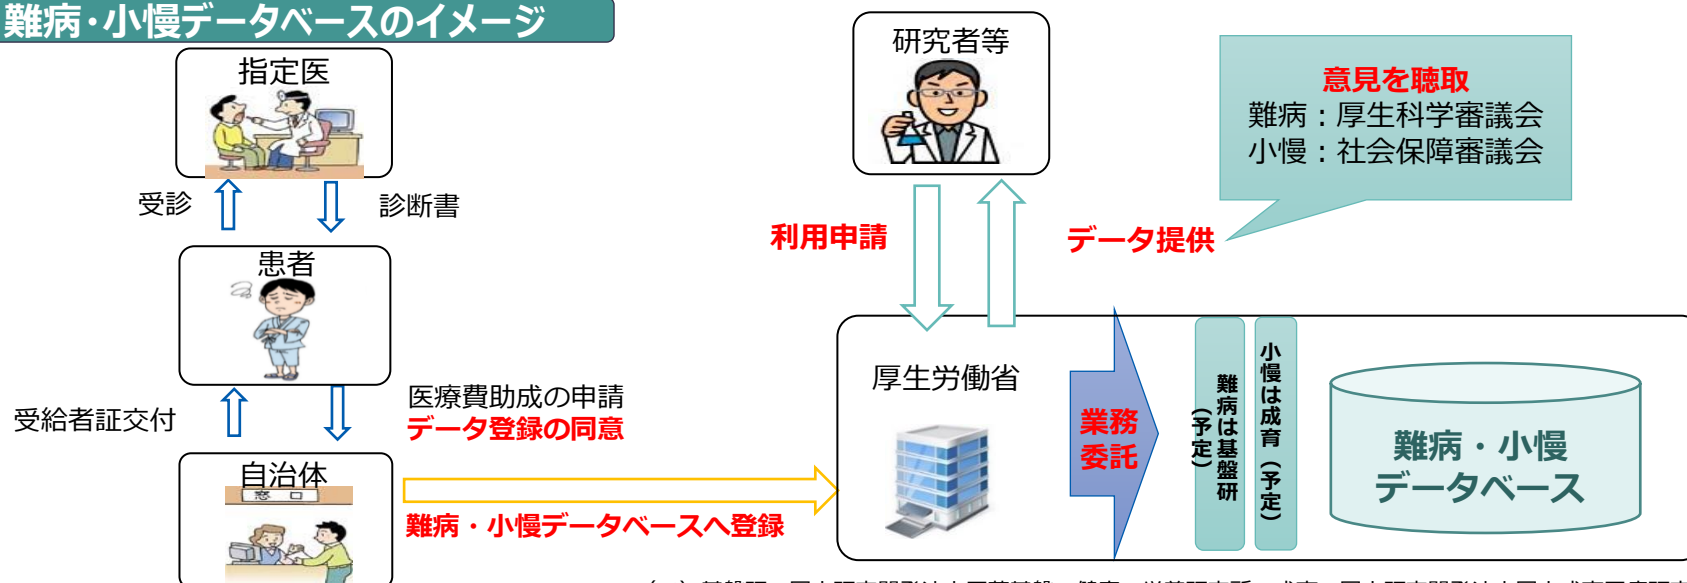 難病・小慢データベースのイメージ
指定医
受診
診断書
患者
受給者証交付
医療費助成の申請
データ登録の同意
自治体
窓口
難病・小慢データベースへ登録
研究者等
利用申請
データ提供
意見を聴取
難病：厚生科学審議会
小慢：社会保障審議会
厚生労働省
業務
委託
難病は基盤研
（予定）
小慢は成育（予定）
難病・小慢
データベース